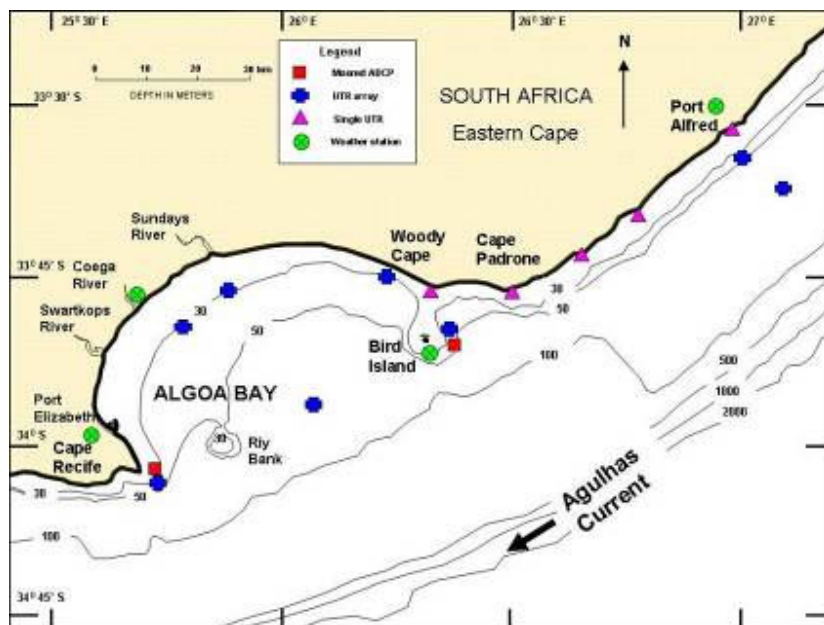 25° 30' E
26° E
26° 30' E
27° E
Legend
Moored ADCP
UTR array
Single UTR
Weather station
0
10
20
30 km
DEPTH IN METERS
N
SOUTH AFRICA
Eastern Cape
Port
Alfred
33° 30' S
Sundays
River
Coega
River
33° 45' S
Swartkops
River
Woody
Cape
Cape
Padrone
30
50
30
50
100
Bird
Island
500
1000
2000
ALGOA BAY
Port
Elizabeth
34° S
Cape
Recife
30
Riy
Bank
30
50
100
Agulhas
Current
34° 45' S